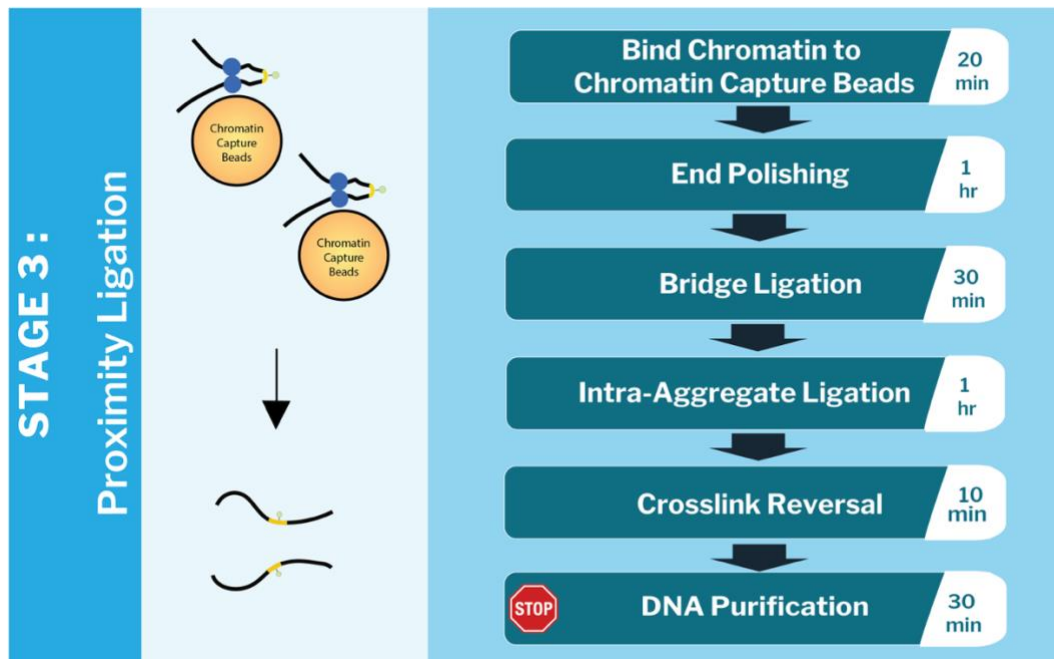 STAGE 3:
Proximity Ligation
Chromatin
Capture
Beads
Chromatin
Capture
Beads
Bind Chromatin to
Chromatin Capture Beads
20
min
End Polishing
1
hr
Bridge Ligation
30
min
Intra-Aggregate Ligation
1
hr
Crosslink Reversal
10
min
STOP
DNA Purification
30
min